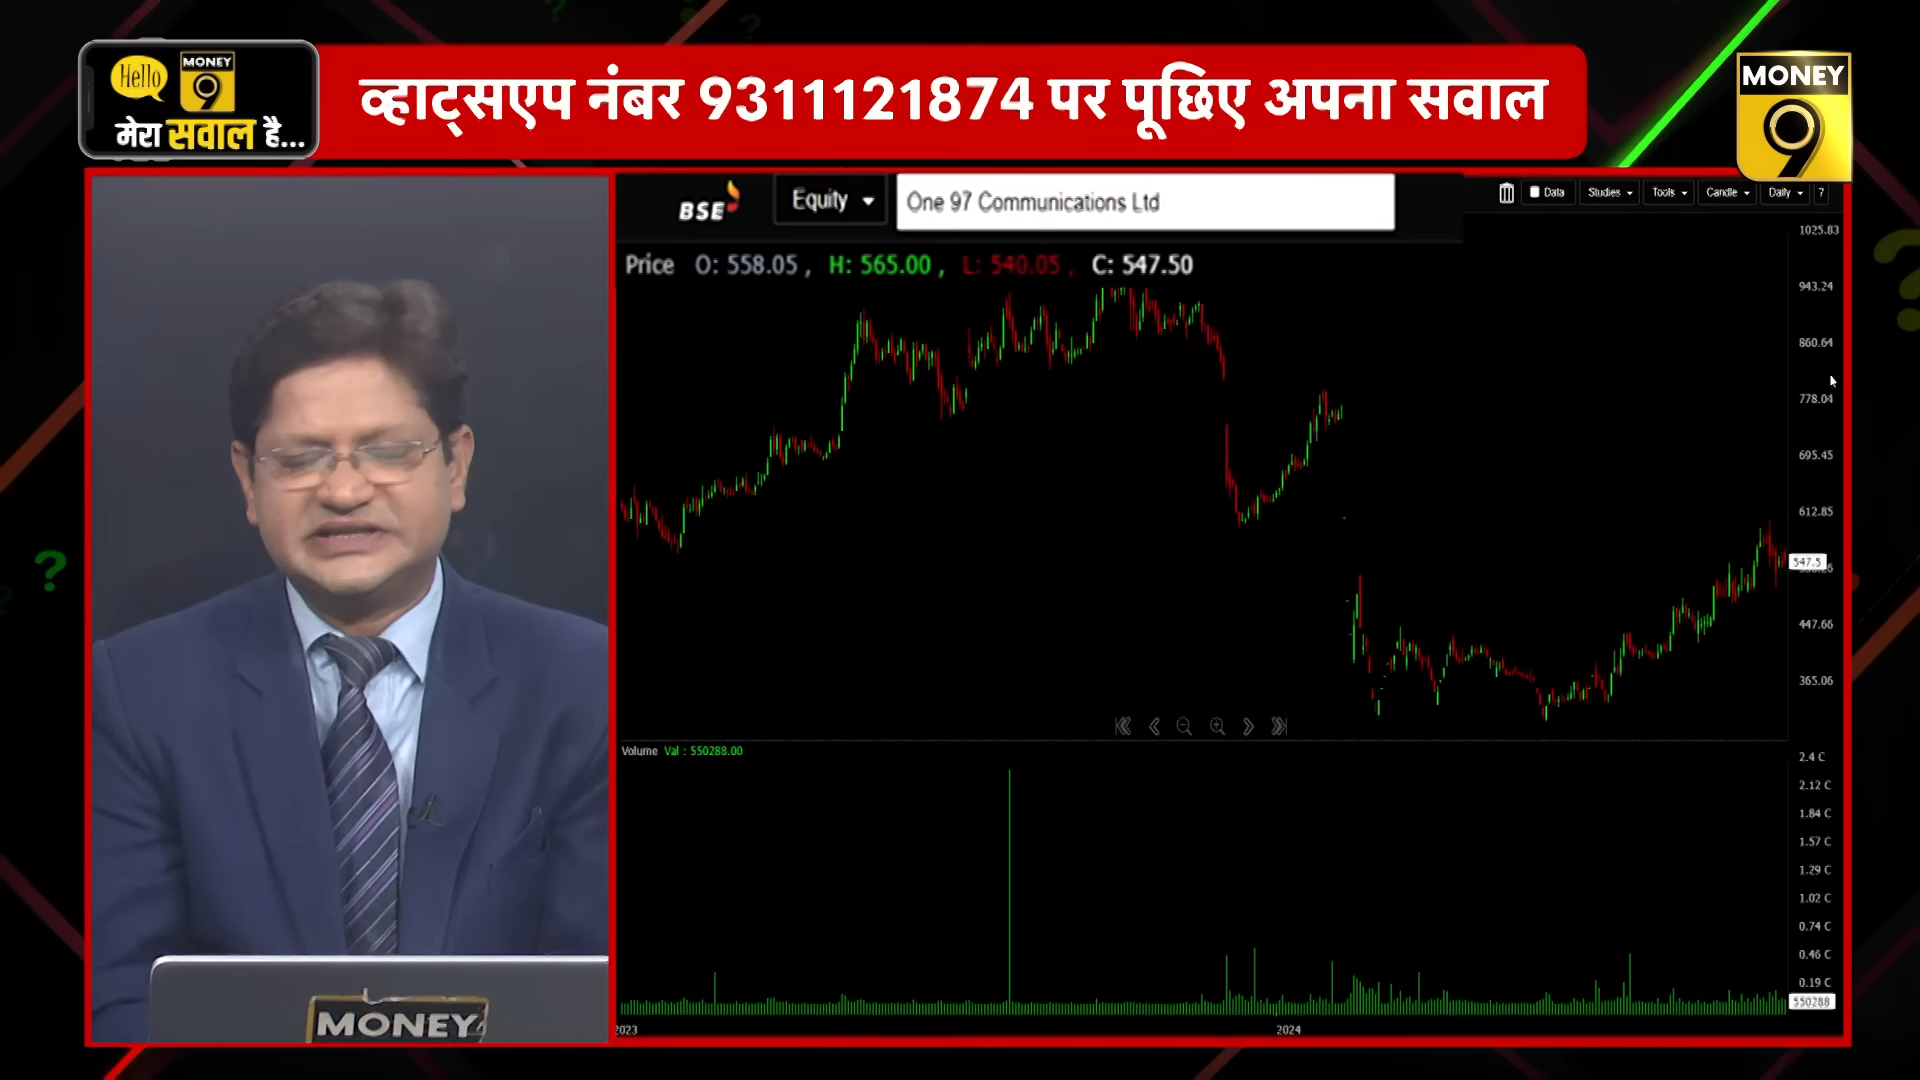 Hello
MONEY
9
मेरा सवाल है...
व्हाट्सएप नंबर 9311121874 पर पूछिए अपना सवाल
MONEY
9
BSE
Equity
One 97 Communications Ltd
Data
Studies
Tools
Candle
Daily
?
Price O: 558.05 , H: 565.00 , L: 540.05 , C: 547.50
1025.83
943.24
860.64
778.04
695.45
612.85
547.5
447.66
365.06
Volume Val : 550288.00
2.4 C
2.12 C
1.84 C
1.57 C
1.29 C
1.02 C
0.74 C
0.46 C
0.19 C
550288
2023
2024
MONEY